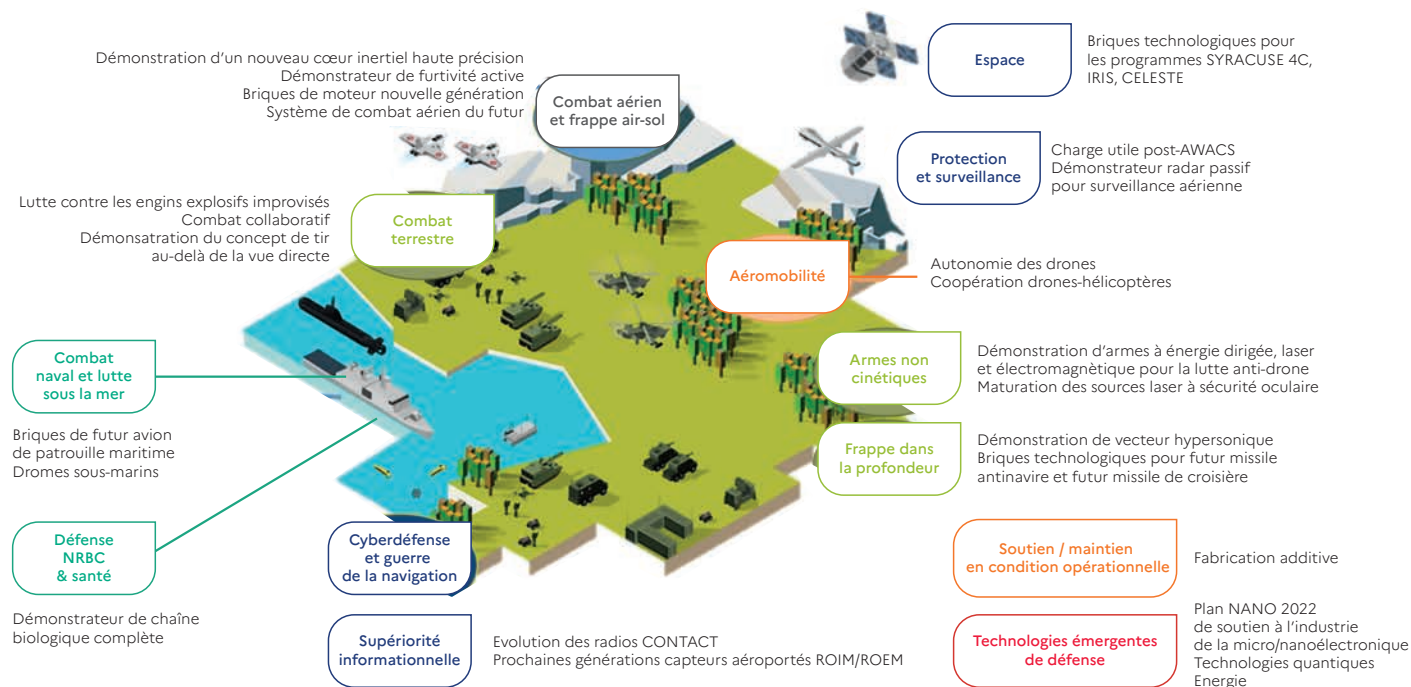 Démonstration d'un nouveau cœur inertiel haute précision
Démonstrateur de furtivité active
Briques de moteur nouvelle génération
Système de combat aérien du futur
Combat aérien
et frappe air-sol
Espace
Briques technologiques pour
les programmes SYRACUSE 4C,
IRIS, CELESTE
Protection
et surveillance
Charge utile post-AWACS
Démonstrateur radar passif
pour surveillance aérienne
Lutte contre les engins explosifs improvisés
Combat collaboratif
Démonsatration du concept de tir
au-delà de la vue directe
Combat
terrestre
Aéromobilité
Autonomie des drones
Coopération drones-hélicoptères
Combat
naval et lutte
sous la mer
Briques de futur avion
de patrouille maritime
Dromes sous-marins
Armes non
cinétiques
Démonstration d'armes à énergie dirigée, laser
et électromagnétique pour la lutte anti-drone
Maturation des sources laser à sécurité oculaire
Frappe dans
la profondeur
Démonstration de vecteur hypersonique
Briques technologiques pour futur missile
antinavire et futur missile de croisière
Défense
NRBC
& santé
Démonstrateur de chaîne
biologique complète
Cyberdéfense
et guerre
de la navigation
Soutien / maintien
en condition opérationnelle
Fabrication additive
Supériorité
informationnelle
Evolution des radios CONTACT
Prochaines générations capteurs aéroportés ROIM/ROEM
Technologies émergentes
de défense
Plan NANO 2022
de soutien à l'industrie
de la micro/nanoélectronique
Technologies quantiques
Energie